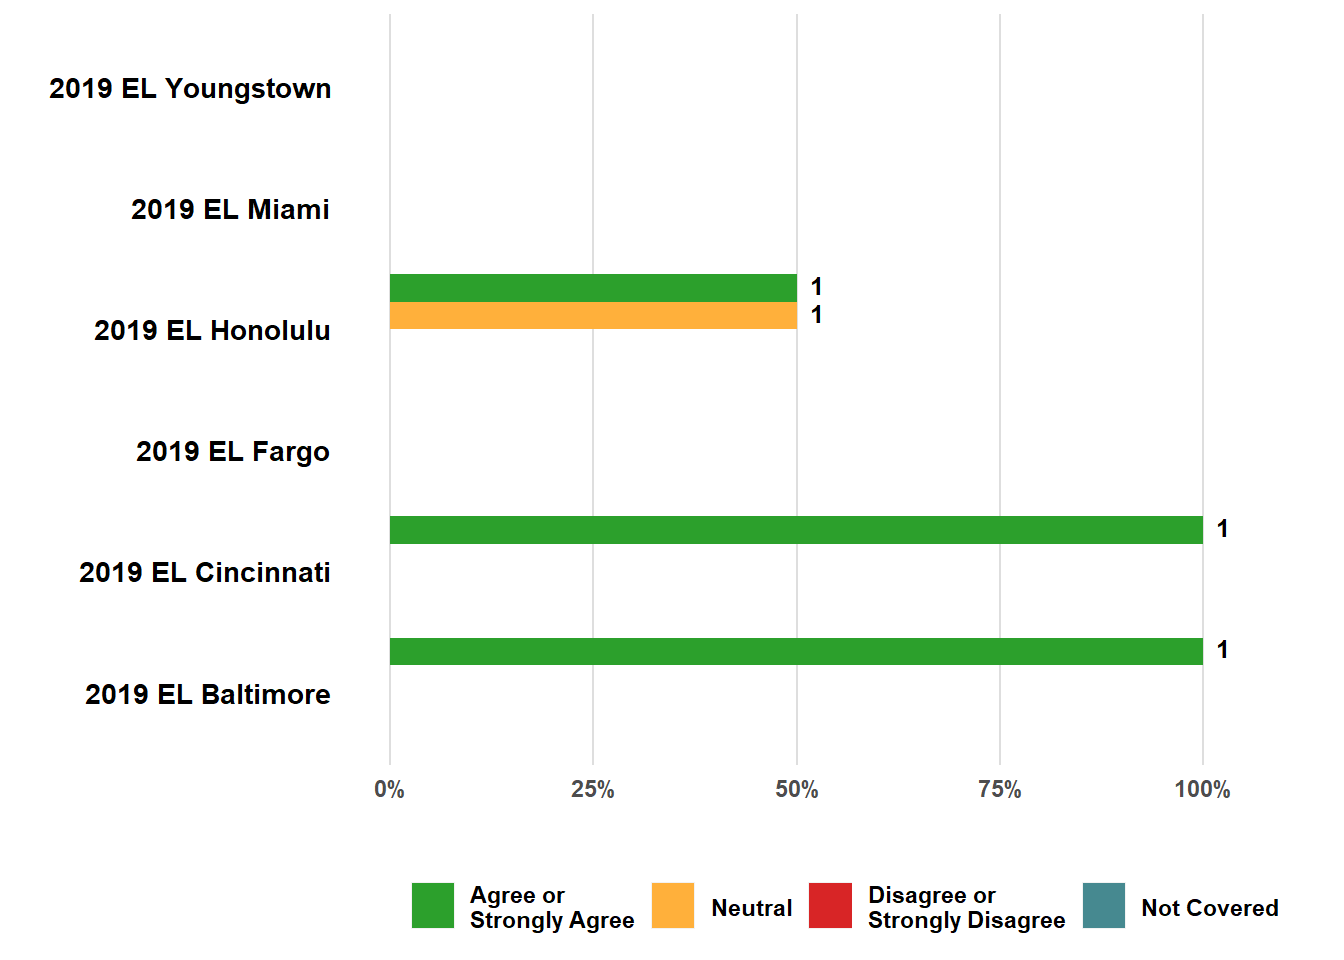 2019 EL Youngstown
2019 EL Miami
1
1
2019 EL Honolulu
2019 EL Fargo
1
2019 EL Cincinnati
1
2019 EL Baltimore
0% 25% 50% 75% 100%
Agree or
Strongly Agree
Neutral
Disagree or
Strongly Disagree
Not Covered